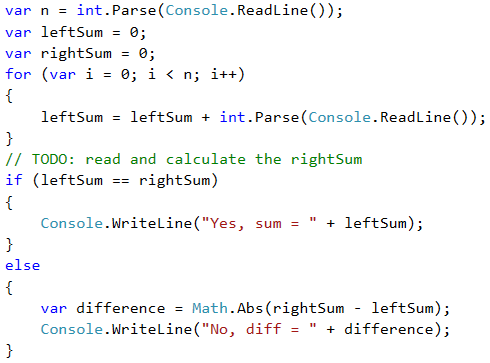 var n = int.Parse(Console.ReadLine());
var leftSum = 0;
var rightSum = 0;
for (var i = 0; i < n; i++)
{
    leftSum = leftSum + int.Parse(Console.ReadLine());
}
// TODO: read and calculate the rightSum
if (leftSum == rightSum)
{
    Console.WriteLine("Yes, sum = " + leftSum);
}
else
{
    var difference = Math.Abs(rightSum - leftSum);
    Console.WriteLine("No, diff = " + difference);
}